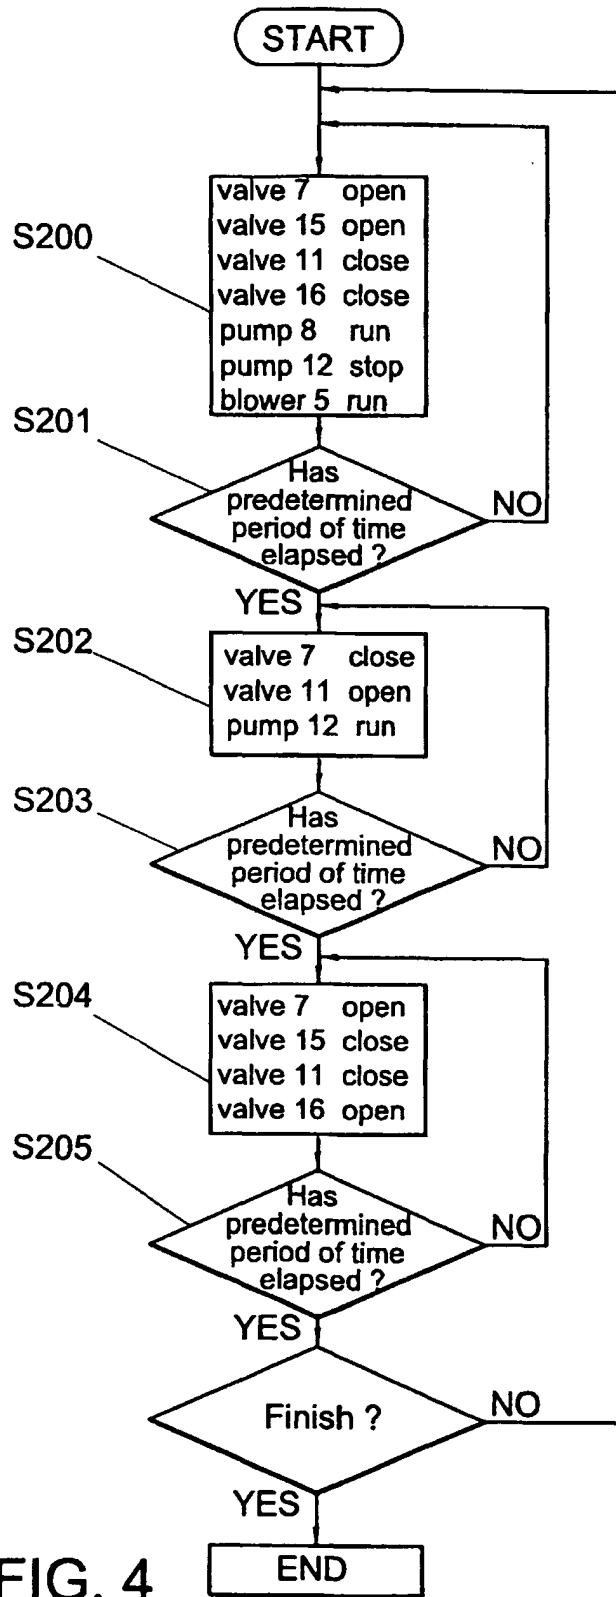 START
S200
valve 7 open
valve 15 open
valve 11 close
valve 16 close
pump 8 run
pump 12 stop
blower 5 run
S201
Has
predetermined
period of time
elapsed ?
NO
YES
S202
valve 7 close
valve 11 open
pump 12 run
S203
Has
predetermined
period of time
elapsed ?
NO
YES
S204
valve 7 open
valve 15 close
valve 11 close
valve 16 open
S205
Has
predetermined
period of time
elapsed ?
NO
YES
Finish ?
NO
YES
END
FIG. 4